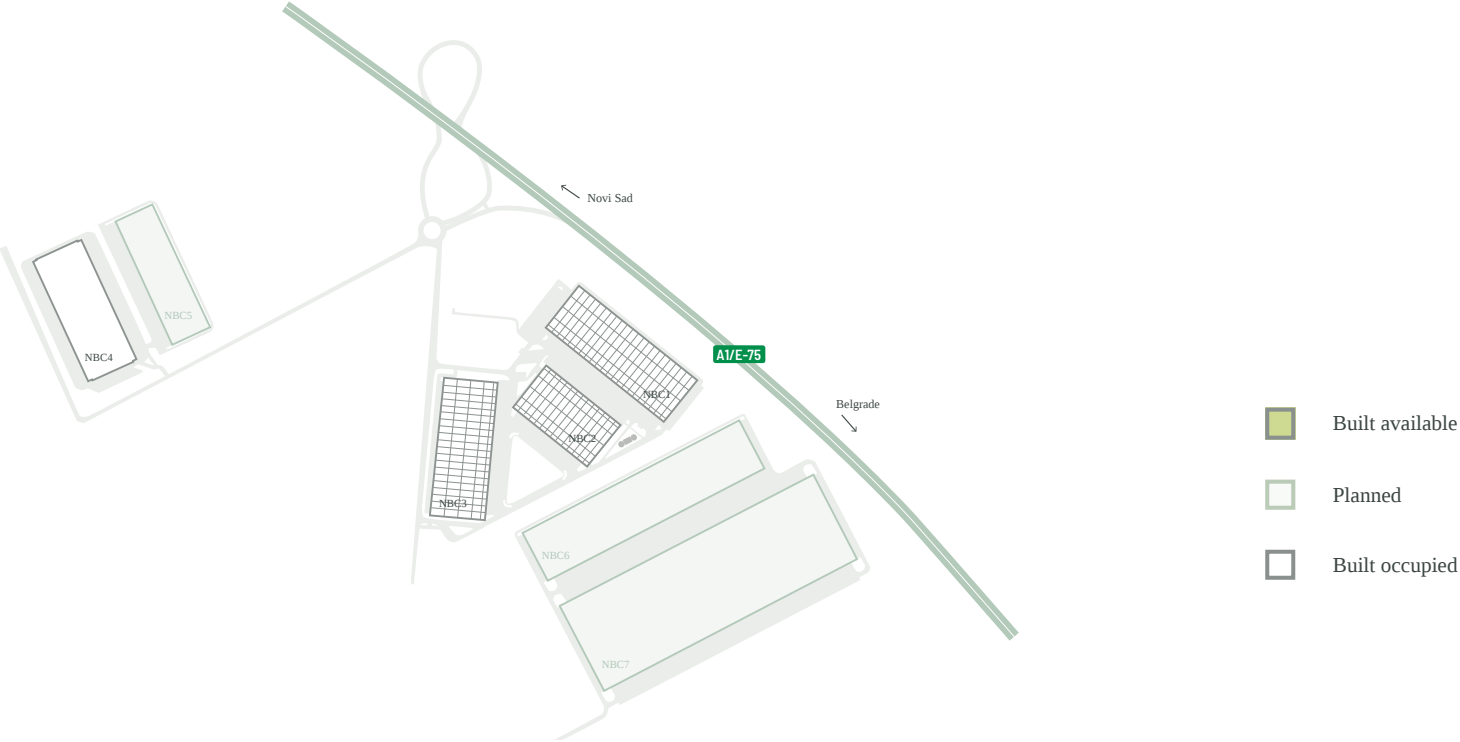 Novi Sad
NBC5
A1/E-75
NBC4
NBC1
Belgrade
Built available
NBC2
Planned
NBC3
NBC6
Built occupied
NBC7